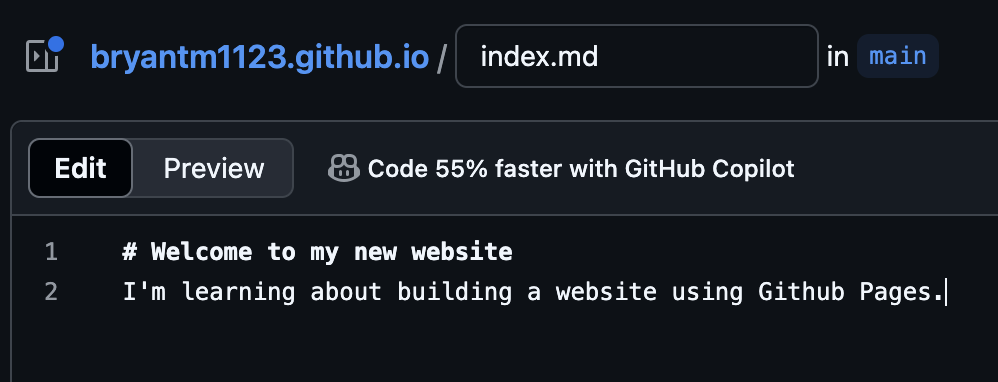 bryantm1123.github.io / index.md in main
Edit Preview Code 55% faster with GitHub Copilot
1 # Welcome to my new website
2 I'm learning about building a website using Github Pages.